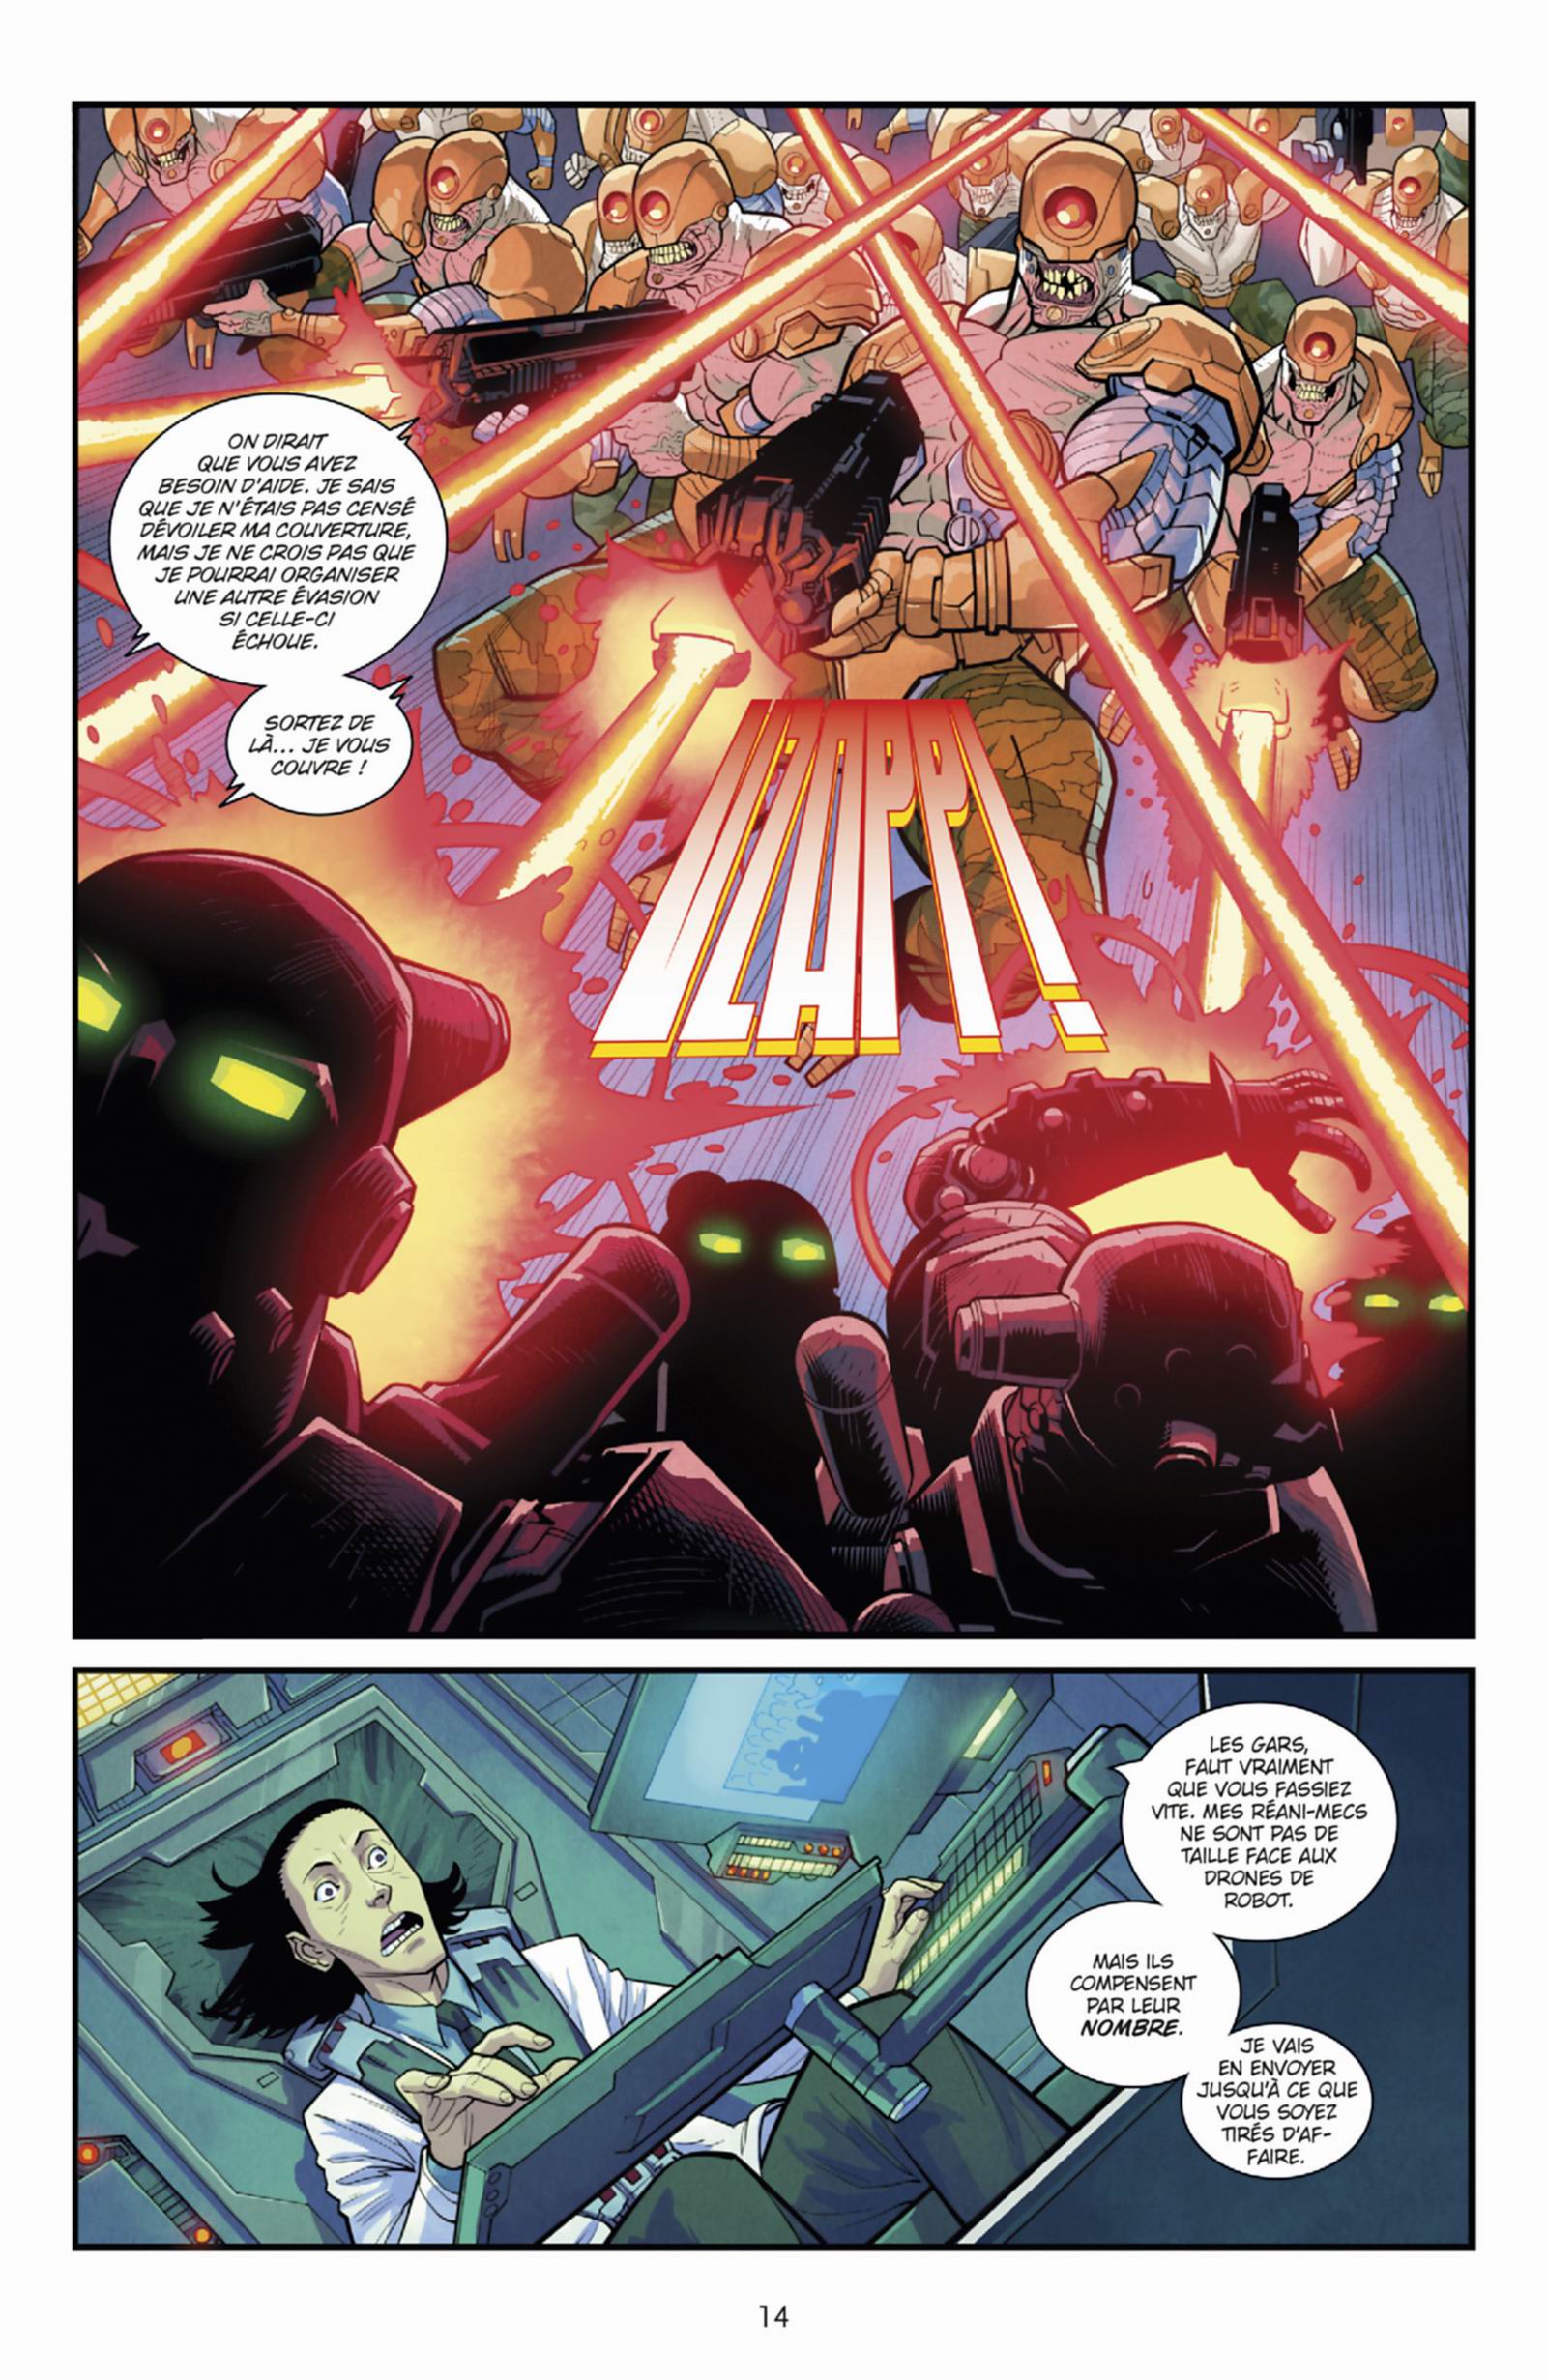 ON DIRAIT
QUE VOUS AVEZ
BESOIN D'AIDE. JE SAIS
QUE JE N'ÉTAIS PAS CENSÉ
DÉVOILER MA COUVERTURE,
MAIS JE NE CROIS PAS QUE
JE POURRAI ORGANISER
UNE AUTRE ÉVASION
SI CELLE-CI
ÉCHOUE.
SORTEZ DE
LÀ... JE VOUS
COUVRE !
VZAPP!
LES GARS,
FAUT VRAIMENT
QUE VOUS FASSIEZ
VITE. MES RÉANI-MECS
NE SONT PAS DE
TAILLE FACE AUX
DRONES DE
ROBOT.
MAIS ILS
COMPENSENT
PAR LEUR
NOMBRE.
JE VAIS
EN ENVOYER
JUSQU'À CE QUE
VOUS SOYEZ
TIRÉS D'AF-
FAIRE.
14